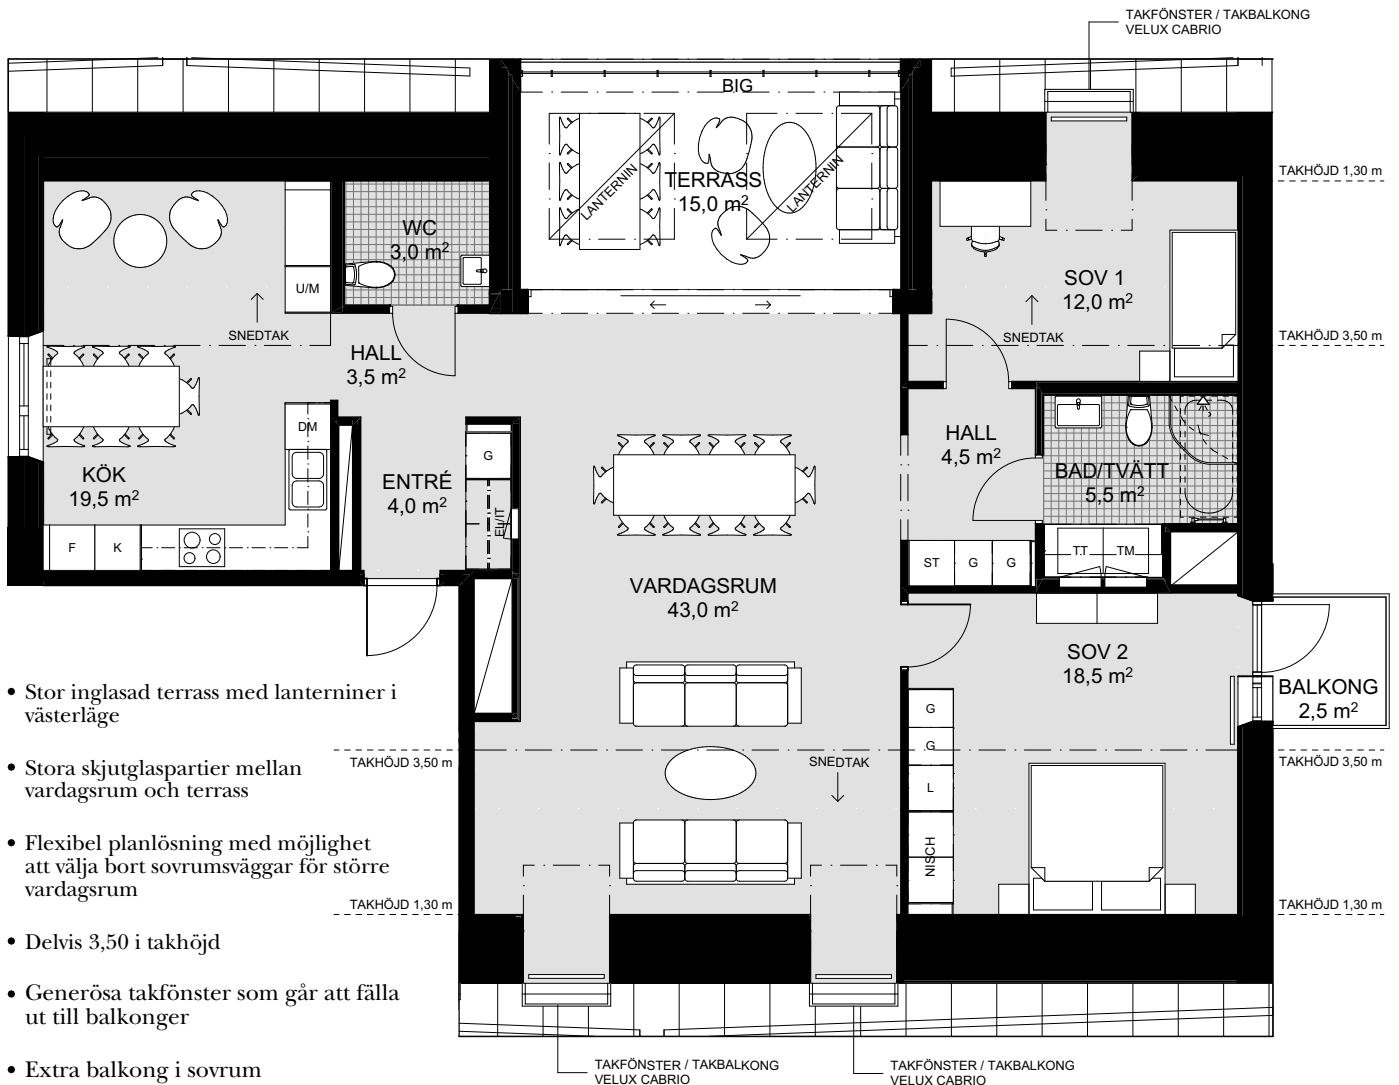 TAKFÖNSTER / TAKBALKONG
VELUX CABRIO
BIG
LANTERNIN
LANTERNIN
TERRASS
15,0 m²
TAKHÖJD 1,30 m
WC
3,0 m²
U/M
SNEDTAK
SOV 1
12,0 m²
SNEDTAK
TAKHÖJD 3,50 m
HALL
3,5 m²
DM
KÖK
19,5 m²
F
K
ENTRÉ
4,0 m²
G
EL/IT
HALL
4,5 m²
BAD/TVÄTT
5,5 m²
ST
G
G
TT
TM
VARDAGSRUM
43,0 m²
SOV 2
18,5 m²
BALKONG
2,5 m²
G
G
L
NISCH
SNEDTAK
TAKHÖJD 3,50 m
TAKHÖJD 3,50 m
TAKHÖJD 1,30 m
TAKHÖJD 1,30 m
• Stor inglasad terrass med lanterniner i
västerläge
• Stora skjutglaspartier mellan
vardagsrum och terrass
• Flexibel planlösning med möjlighet
att välja bort sovrumsväggar för större
vardagsrum
• Delvis 3,50 i takhöjd
• Generösa takfönster som går att fälla
ut till balkonger
• Extra balkong i sovrum
TAKFÖNSTER / TAKBALKONG
VELUX CABRIO
TAKFÖNSTER / TAKBALKONG
VELUX CABRIO